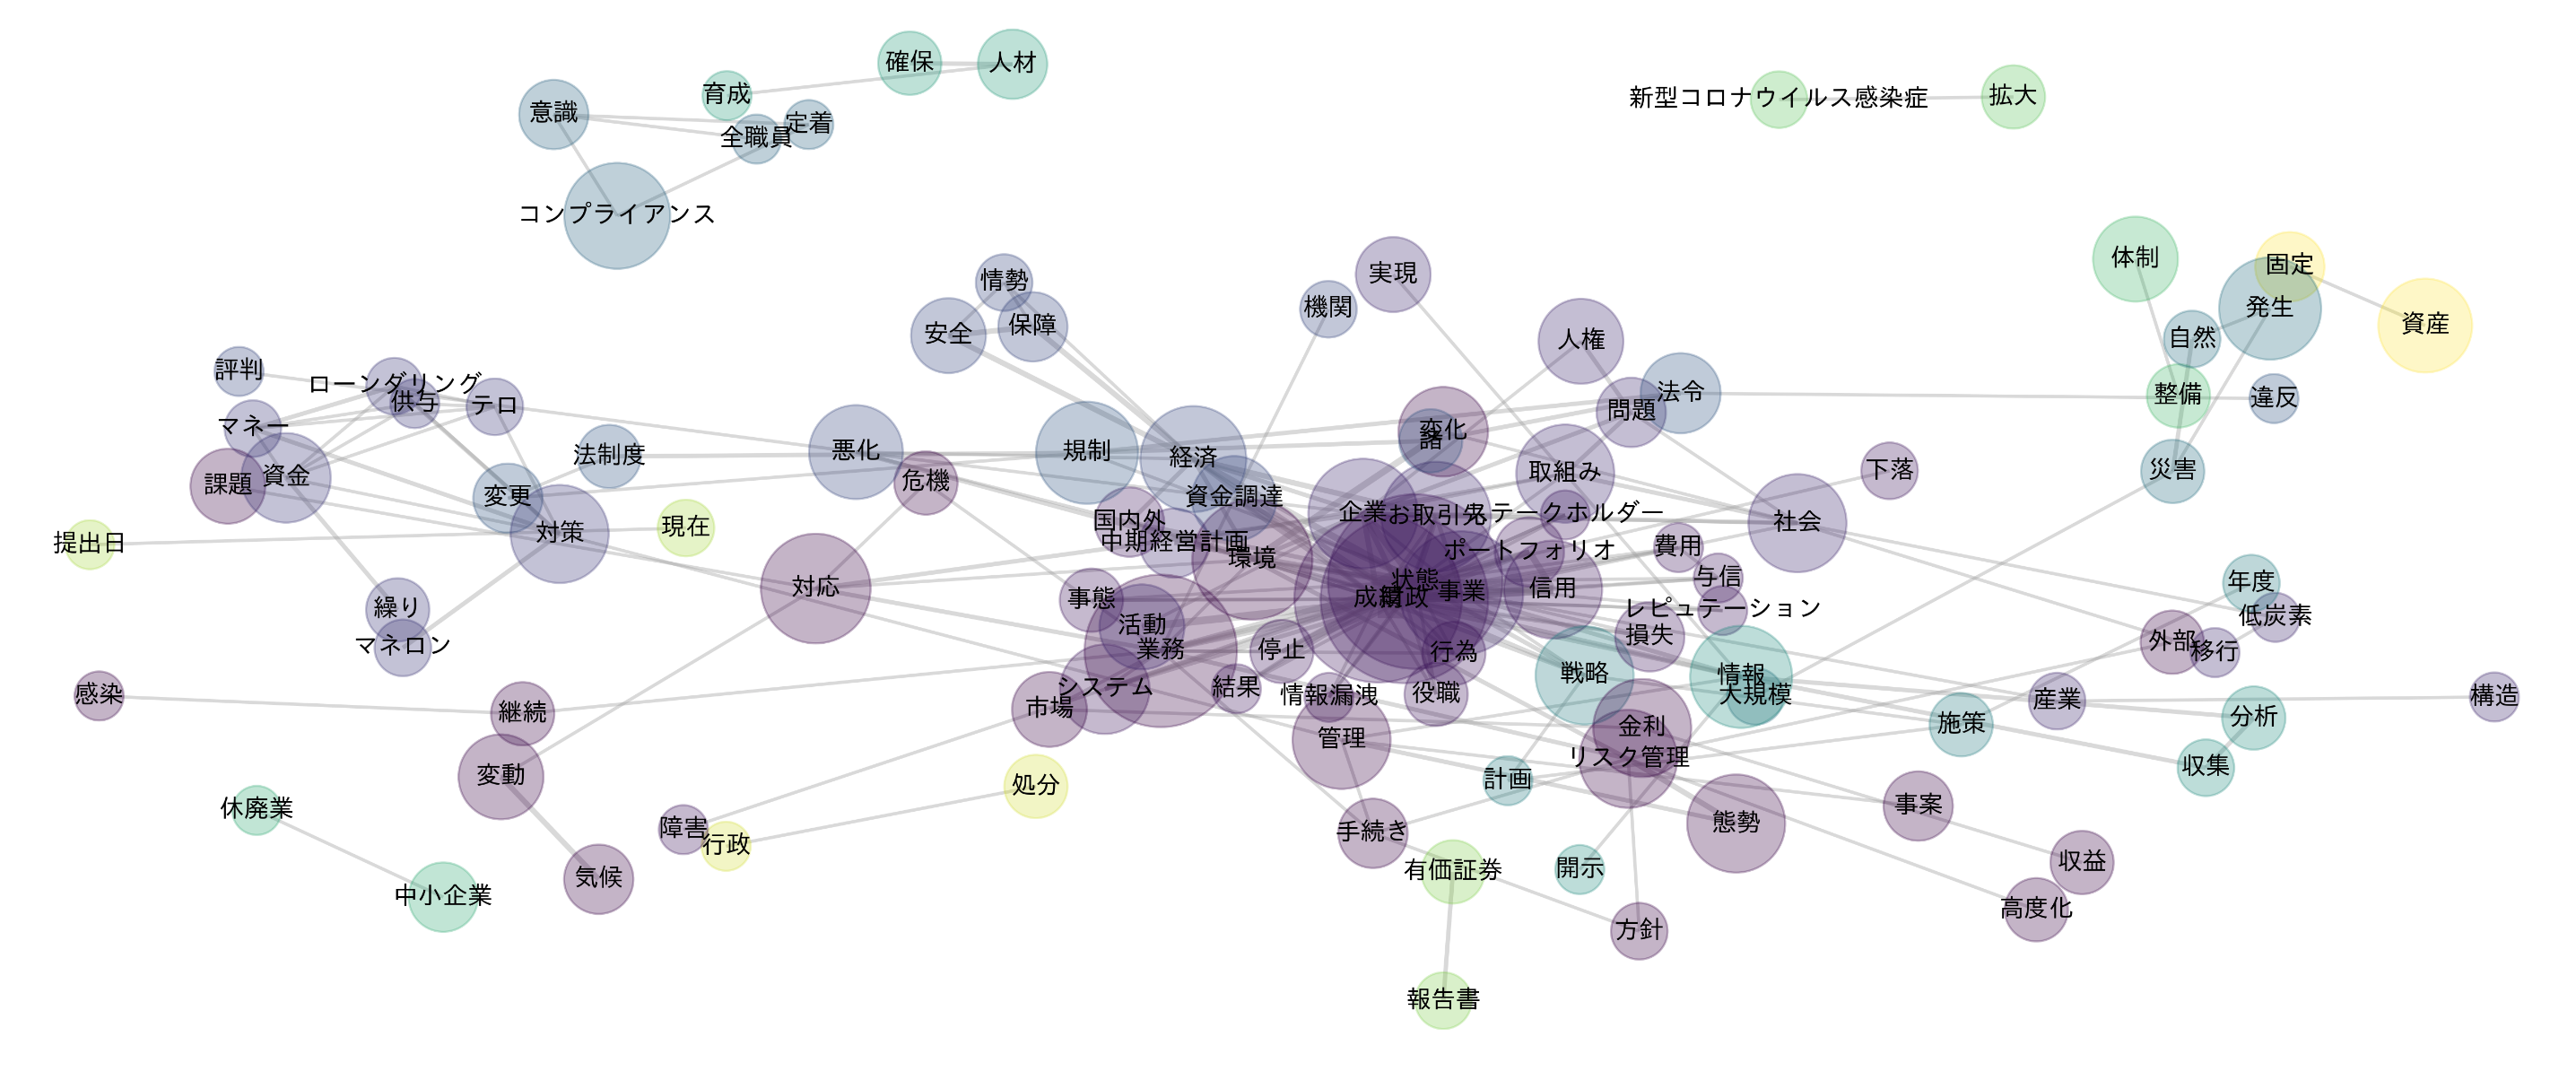 確保
人材
育成
新型コロナウイルス感染症
拡大
意識
定着
全職員
コンプライアンス
体制
固定
実現
情勢
機関
発生
保障
資産
安全
自然
人権
評判
ローンダリング
法令
整備
違反
供与
テロ
問題
マネー
変化
諸
悪化
規制
法制度
経済
災害
下落
取組み
資金
危機
課題
変更
資金調達
企業
お取引先
ステークホルダー
国内外
社会
現在
対策
中期経営計画
提出日
ポートフォリオ
費用
環境
与信
状態
年度
対応
信用
事業
成績
財政
事態
繰り
レピュテーション
低炭素
活動
損失
外部
マネロン
業務
停止
行為
移行
戦略
情報
システム
結果
情報漏洩
役職
大規模
感染
構造
産業
市場
継続
分析
施策
金利
管理
リスク管理
収集
変動
計画
処分
休廃業
事案
態勢
障害
手続き
行政
収益
有価証券
開示
気候
中小企業
高度化
方針
報告書